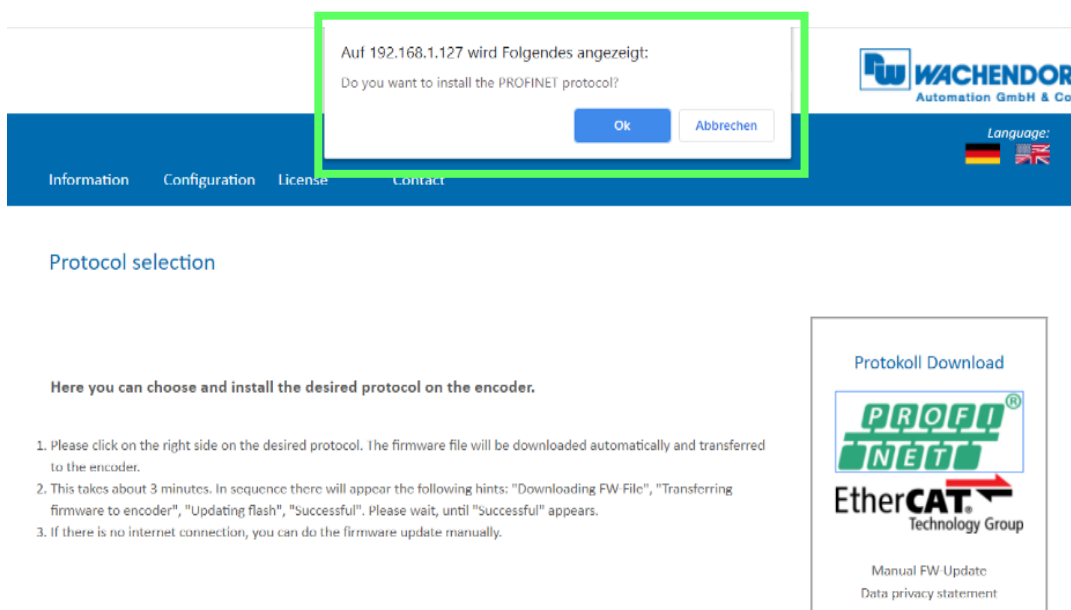 Auf 192.168.1.127 wird Folgendes angezeigt:
Do you want to install the PROFINET protocol?
Ok Abbrechen
WACHENDOR
Automation GmbH & Co
Language:
Information Configuration License Contact
Protocol selection
Here you can choose and install the desired protocol on the encoder.
1. Please click on the right side on the desired protocol. The firmware file will be downloaded automatically and transferred
to the encoder.
2. This takes about 3 minutes. In sequence there will appear the following hints: "Downloading FW-File", "Transferring
firmware to encoder", "Updating flash", "Successful". Please wait, until "Successful" appears.
3. If there is no internet connection, you can do the firmware update manually.
Protokoll Download
PROFI®
NET
EtherCAT®
Technology Group
Manual FW-Update
Data privacy statement